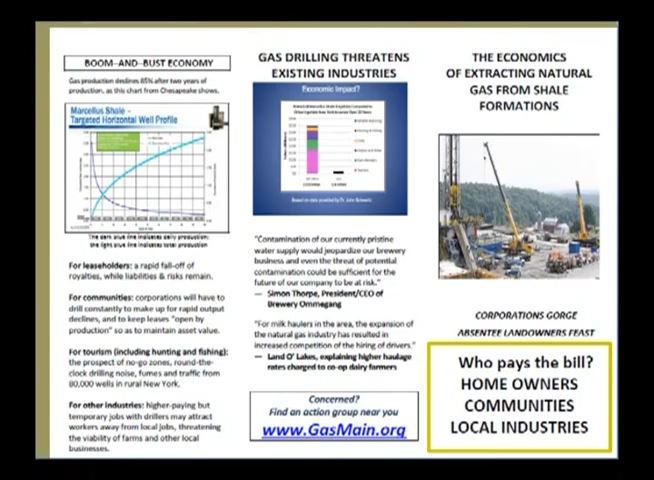 BOOM–AND–BUST ECONOMY
Gas production declines 85% after two years of
production, as this chart from Chesapeake shows.
Marcellus Shale –
Targeted Horizontal Well Profile
The dark blue line indicates daily production;
the light blue line indicates total production
For leaseholders: a rapid fall-off of
royalties, while liabilities & risks remain.
For communities: corporations will have to
drill constantly to make up for rapid output
declines, and to keep leases "open by
production" so as to maintain asset value.
For tourism (including hunting and fishing):
the prospect of no-go zones, round-the-
clock drilling noise, fumes and traffic from
80,000 wells in rural New York.
For other industries: higher-paying but
temporary jobs with drillers may attract
workers away from local jobs, threatening
the viability of farms and other local
businesses.
GAS DRILLING THREATENS
EXISTING INDUSTRIES
Economic Impact?
"Contamination of our currently pristine
water supply would jeopardize our brewery
business and even the threat of potential
contamination could be sufficient for the
future of our company to be at risk."
— Simon Thorpe, President/CEO of
Brewery Ommegang
"For milk haulers in the area, the expansion of
the natural gas industry has resulted in
increased competition of the hiring of drivers."
— Land O' Lakes, explaining higher haulage
rates charged to co-op dairy farmers
Concerned?
Find an action group near you
www.GasMain.org
THE ECONOMICS
OF EXTRACTING NATURAL
GAS FROM SHALE
FORMATIONS
CORPORATIONS GORGE
ABSENTEE LANDOWNERS FEAST
Who pays the bill?
HOME OWNERS
COMMUNITIES
LOCAL INDUSTRIES